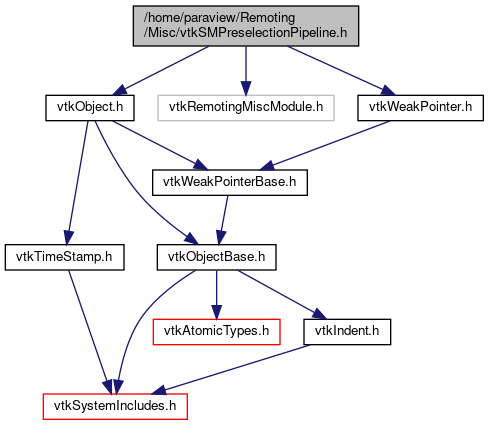 /home/paraview/Remoting
/Misc/vtkSMPreselectionPipeline.h
vtkObject.h
vtkRemotingMiscModule.h
vtkWeakPointer.h
vtkWeakPointerBase.h
vtkTimeStamp.h
vtkObjectBase.h
vtkAtomicTypes.h
vtkIndent.h
vtkSystemIncludes.h